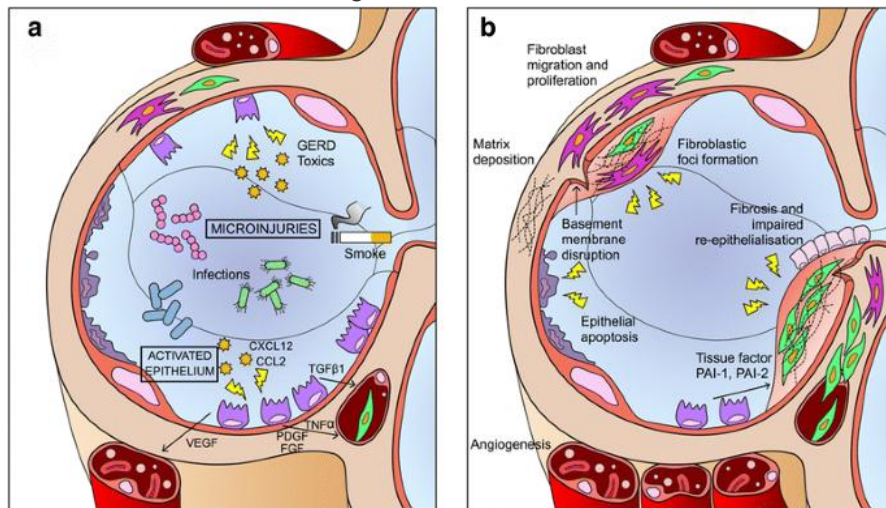 a
GERD
Toxics
MICROINJURIES
Smoke
Infections
ACTIVATED
EPITHELIUM
CXCL12
CCL2
TGFβ1
TNFα
VEGF
PDGF
FGF
b
Fibroblast
migration and
proliferation
Matrix
deposition
Fibroblastic
foci formation
Basement
membrane
disruption
Fibrosis and
impaired
re-epithelialisation
Epithelial
apoptosis
Tissue factor
PAI-1, PAI-2
Angiogenesis